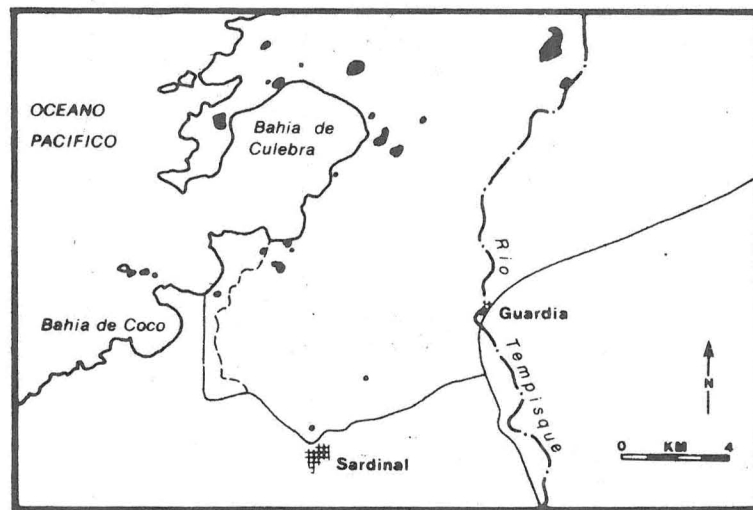 OCEANO
PACIFICO
Bahia de
Culebra
Bahia de Coco
Rio
Guardia
Tempisque
Sardinal
N
0 KM 4